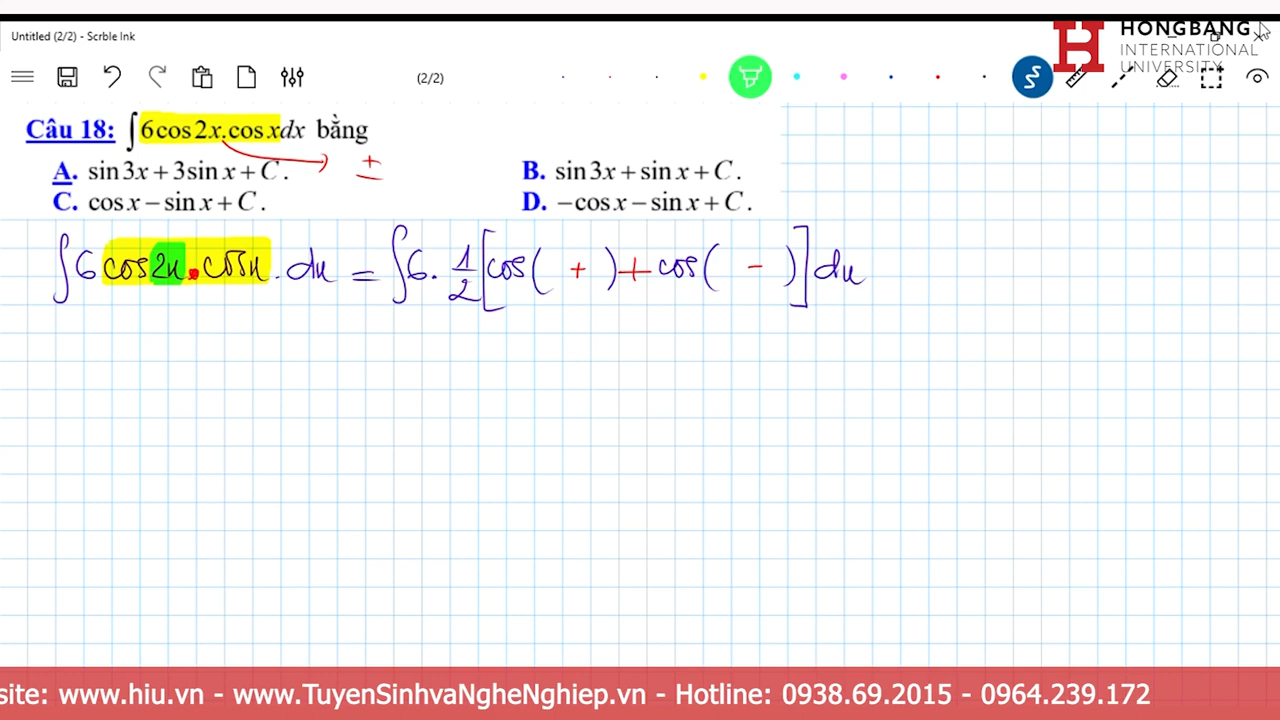 HONGBANG
Untitled (2/2) - Scrble Ink
INTERNATIONAL
UNIVERSITY
(2/2)
Câu 18: ∫6cos2x.cosxdx bằng
A. sin3x+3sinx+C.
B. sin3x+sinx+C.
C. cosx−sinx+C.
D. −cosx−sinx+C.
±
∫6cos2x.cosx.dx = ∫6.1/2[cos( + )+cos( − )]dx
site: www.hiu.vn - www.TuyenSinhvaNgheNghiep.vn - Hotline: 0938.69.2015 - 0964.239.172